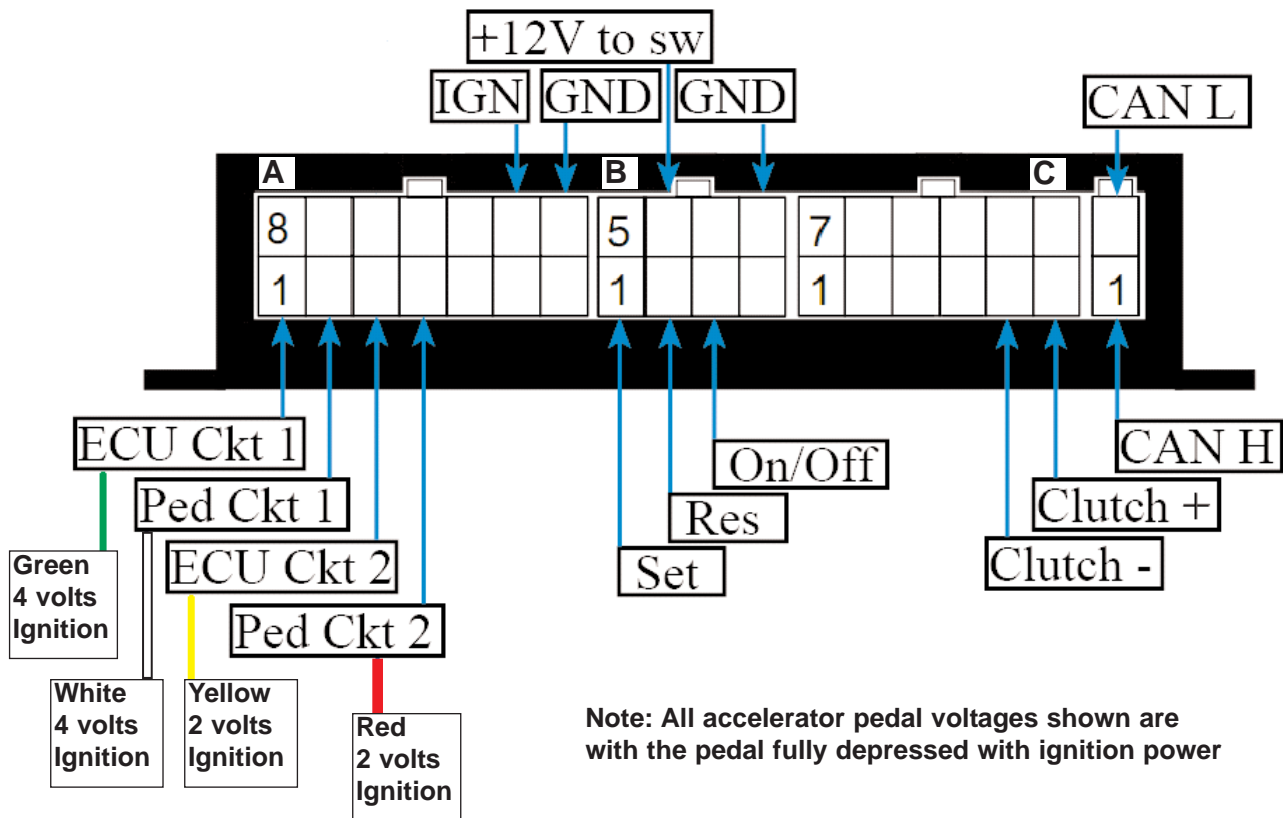 +12V to sw
IGN
GND
GND
CAN L
A
B
C
8
5
7
1
1
1
1
ECU Ckt 1
Ped Ckt 1
ECU Ckt 2
Ped Ckt 2
On/Off
Res
Set
CAN H
Clutch +
Clutch -
Green
4 volts
Ignition
White
4 volts
Ignition
Yellow
2 volts
Ignition
Red
2 volts
Ignition
Note: All accelerator pedal voltages shown are
with the pedal fully depressed with ignition power